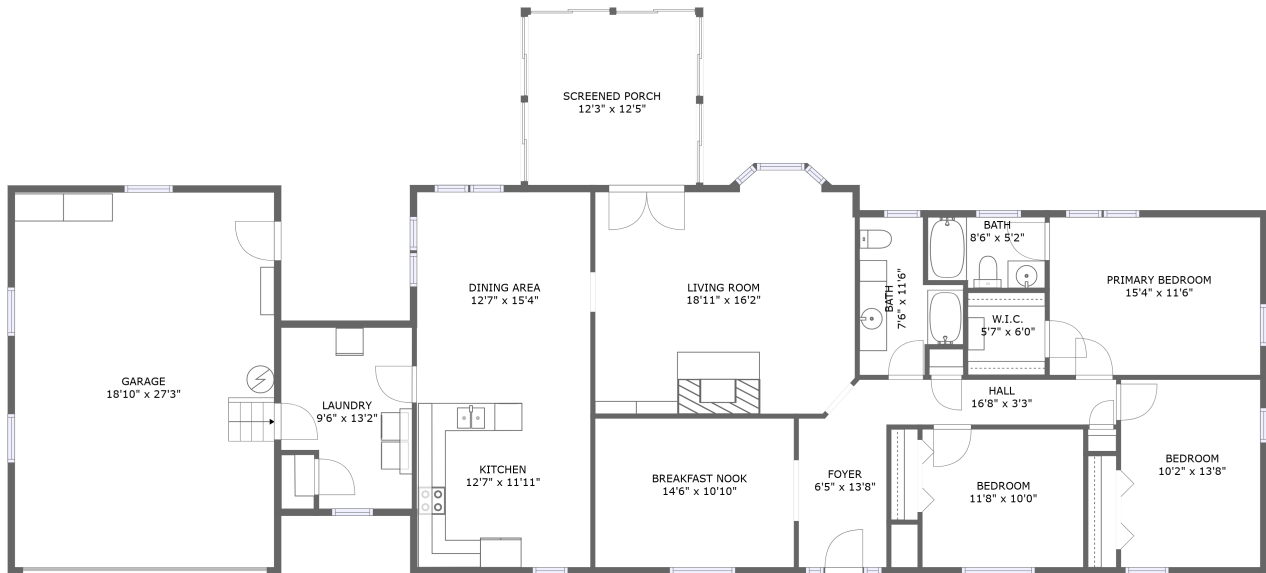 SCREENED PORCH
12'3" x 12'5"
BATH
8'6" x 5'2"
PRIMARY BEDROOM
15'4" x 11'6"
DINING AREA
12'7" x 15'4"
LIVING ROOM
18'11" x 16'2"
BATH
7'6" x 11'6"
W.I.C.
5'7" x 6'0"
GARAGE
18'10" x 27'3"
LAUNDRY
9'6" x 13'2"
HALL
16'8" x 3'3"
KITCHEN
12'7" x 11'11"
BREAKFAST NOOK
14'6" x 10'10"
FOYER
6'5" x 13'8"
BEDROOM
11'8" x 10'0"
BEDROOM
10'2" x 13'8"